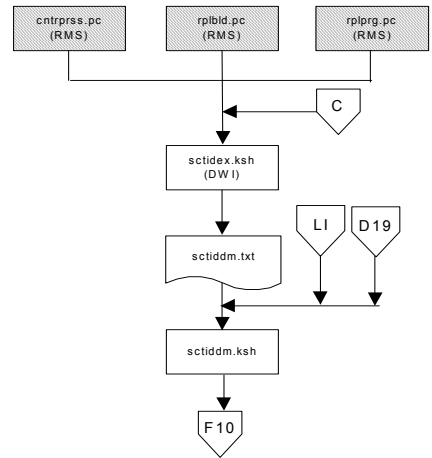 cntrprss.pc
(RMS)
rplbld.pc
(RMS)
rplprg.pc
(RMS)
C
sctidex.ksh
(DWI)
LI
D19
sctiddm.txt
sctiddm.ksh
F10